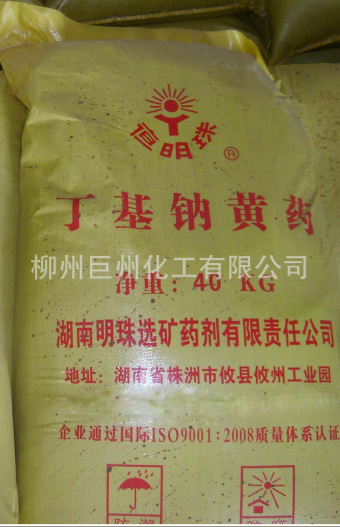 恒明珠
®
丁基钠黄药
柳州巨州化工有限公司
净重：40 KG
湖南明珠选矿药剂有限责任公司
地址：湖南省株洲市攸县攸州工业园
企业通过国际ISO9001:2008质量体系认证
防潮